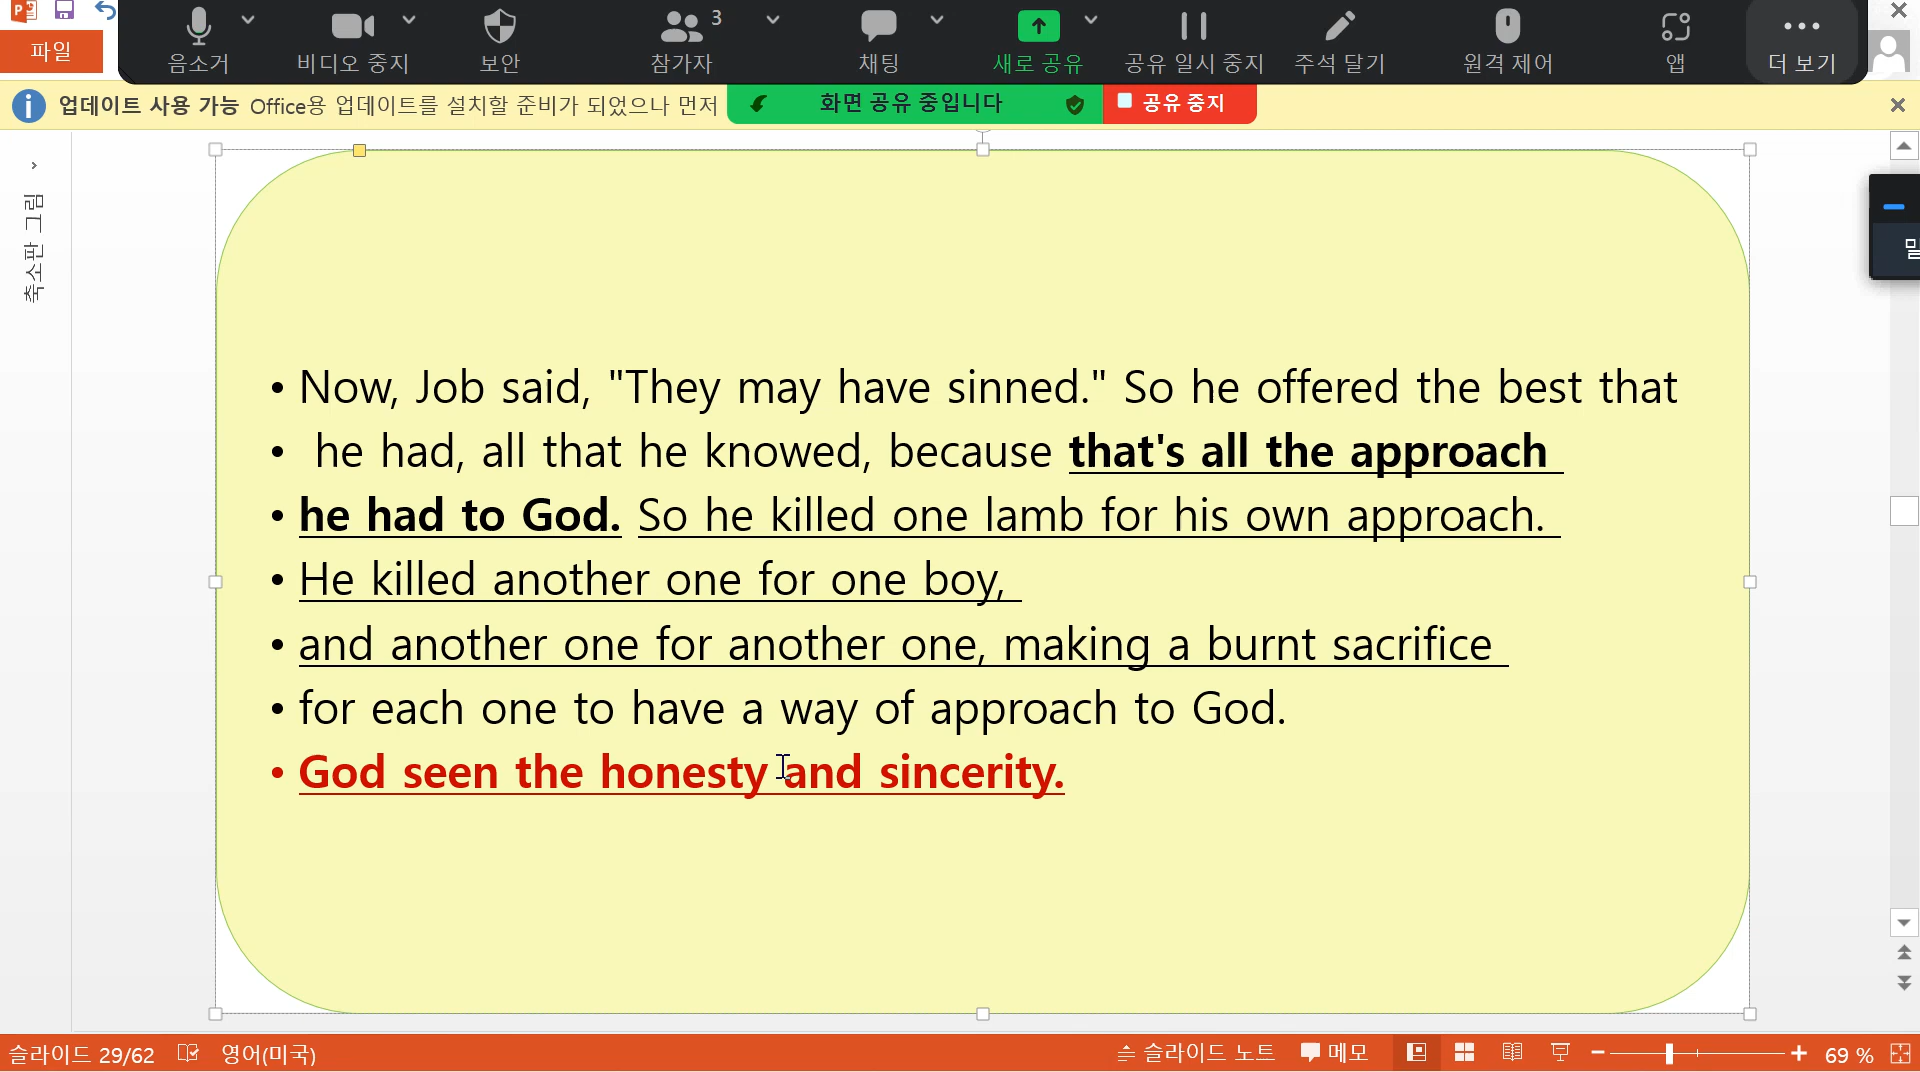 파일
음소거
비디오 중지
보안
3
참가자
채팅
새로 공유
공유 일시 중지
주석 달기
원격 제어
앱
더 보기
업데이트 사용 가능 Office용 업데이트를 설치할 준비가 되었으나 먼저
화면 공유 중입니다
공유 중지
축소판 그림
• Now, Job said, "They may have sinned." So he offered the best that
• he had, all that he knowed, because that's all the approach
• he had to God. So he killed one lamb for his own approach.
• He killed another one for one boy,
• and another one for another one, making a burnt sacrifice
• for each one to have a way of approach to God.
• God seen the honesty and sincerity.
슬라이드 29/62
영어(미국)
슬라이드 노트
메모
69 %